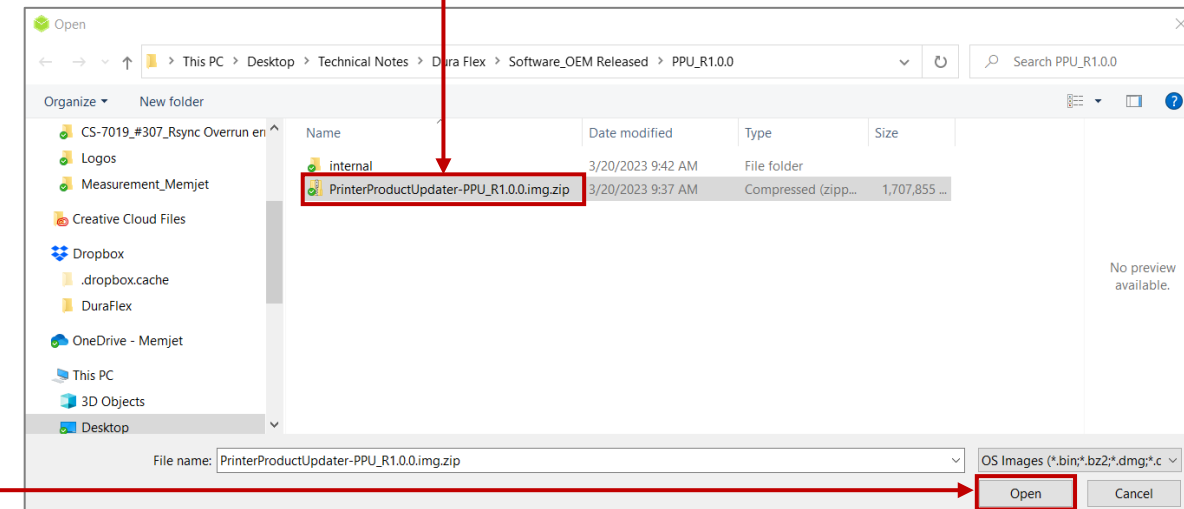 Open
This PC > Desktop > Technical Notes > Dura Flex > Software_OEM Released > PPU_R1.0.0
Search PPU_R1.0.0
Organize
New folder
CS-7019_#307_Rsync Overrun err
Logos
Measurement_Memjet
Creative Cloud Files
Dropbox
.dropbox.cache
DuraFlex
OneDrive - Memjet
This PC
3D Objects
Desktop
Name Date modified Type Size
internal 3/20/2023 9:42 AM File folder
PrinterProductUpdater-PPU_R1.0.0.img.zip 3/20/2023 9:37 AM Compressed (zipp... 1,707,855 ...
No preview
available.
File name: PrinterProductUpdater-PPU_R1.0.0.img.zip
OS Images (*.bin;*.bz2;*.dmg;*.c
Open Cancel